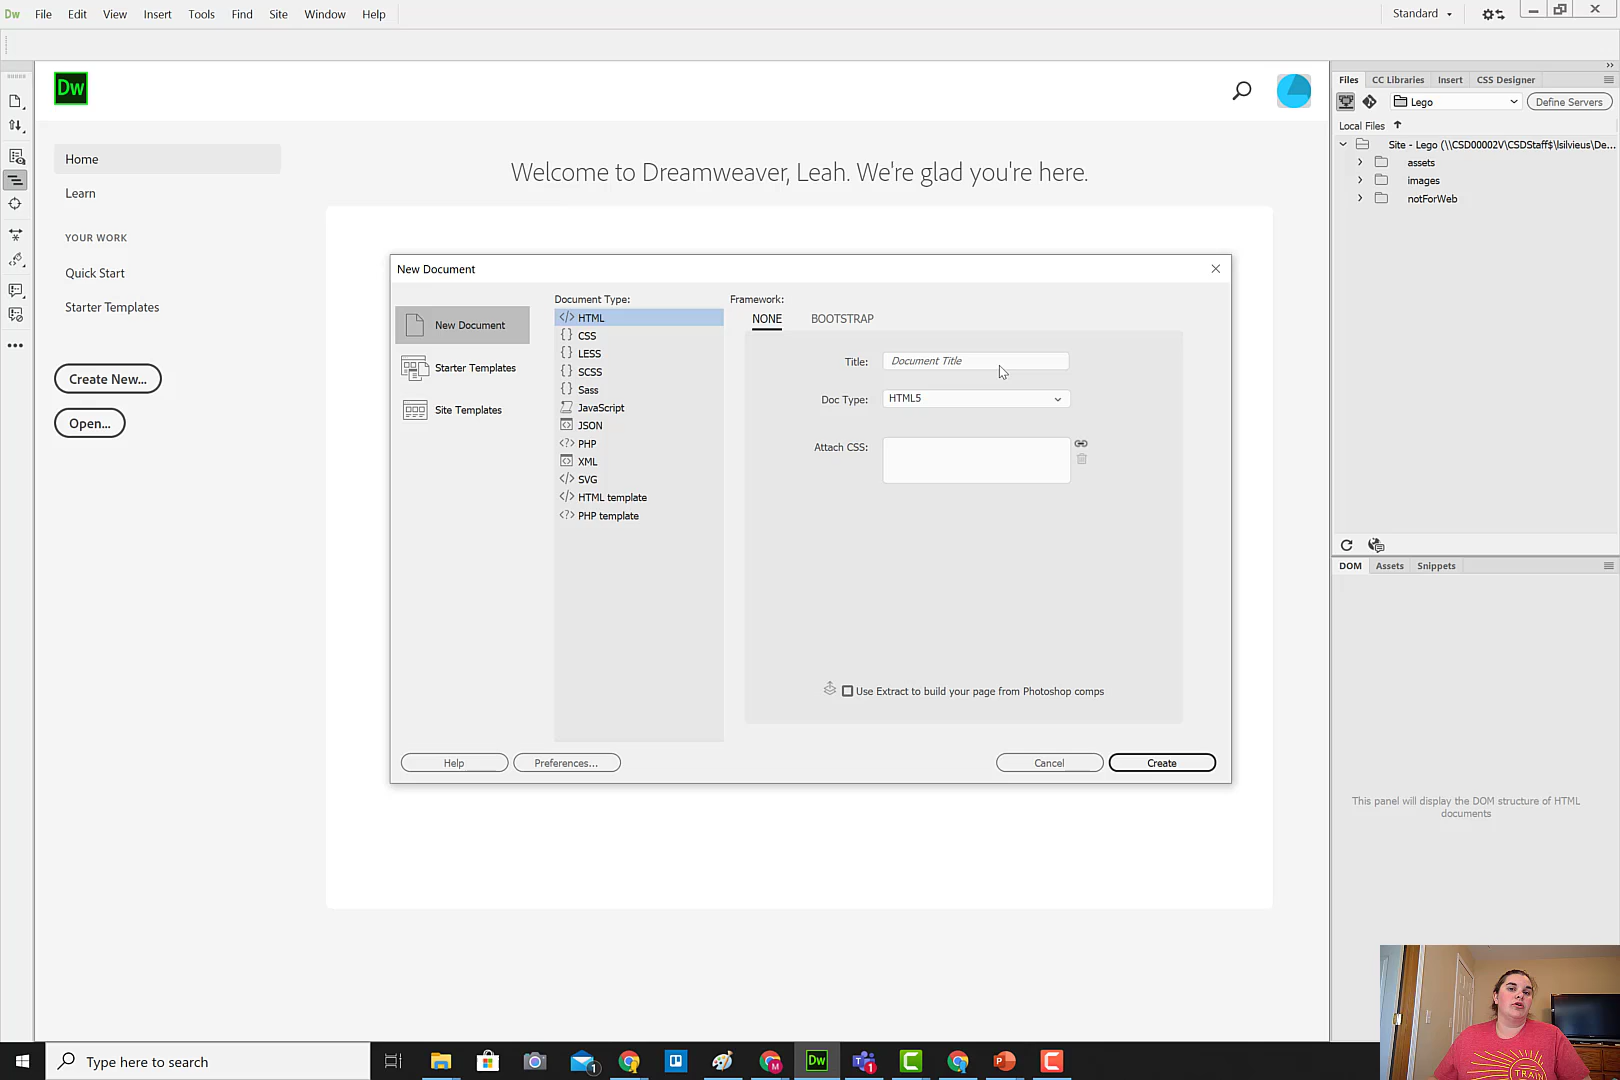 Dw File Edit View Insert Tools Find Site Window Help
Standard
Dw
Home
Learn
YOUR WORK
Quick Start
Starter Templates
Create New...
Open...
Welcome to Dreamweaver, Leah. We're glad you're here.
New Document
New Document
Starter Templates
Site Templates
Document Type:
HTML
CSS
LESS
SCSS
Sass
JavaScript
JSON
PHP
XML
SVG
HTML template
PHP template
Framework:
NONE BOOTSTRAP
Title: Document Title
Doc Type: HTML5
Attach CSS:
Use Extract to build your page from Photoshop comps
Help Preferences... Cancel Create
Files CC Libraries Insert CSS Designer
Lego Define Servers
Local Files
Site - Lego (\\CSD00002V\CSDStaff$\lsilvieus\De...
assets
images
notForWeb
DOM Assets Snippets
This panel will display the DOM structure of HTML
documents
TRAIN
Type here to search
1
M
Dw
1